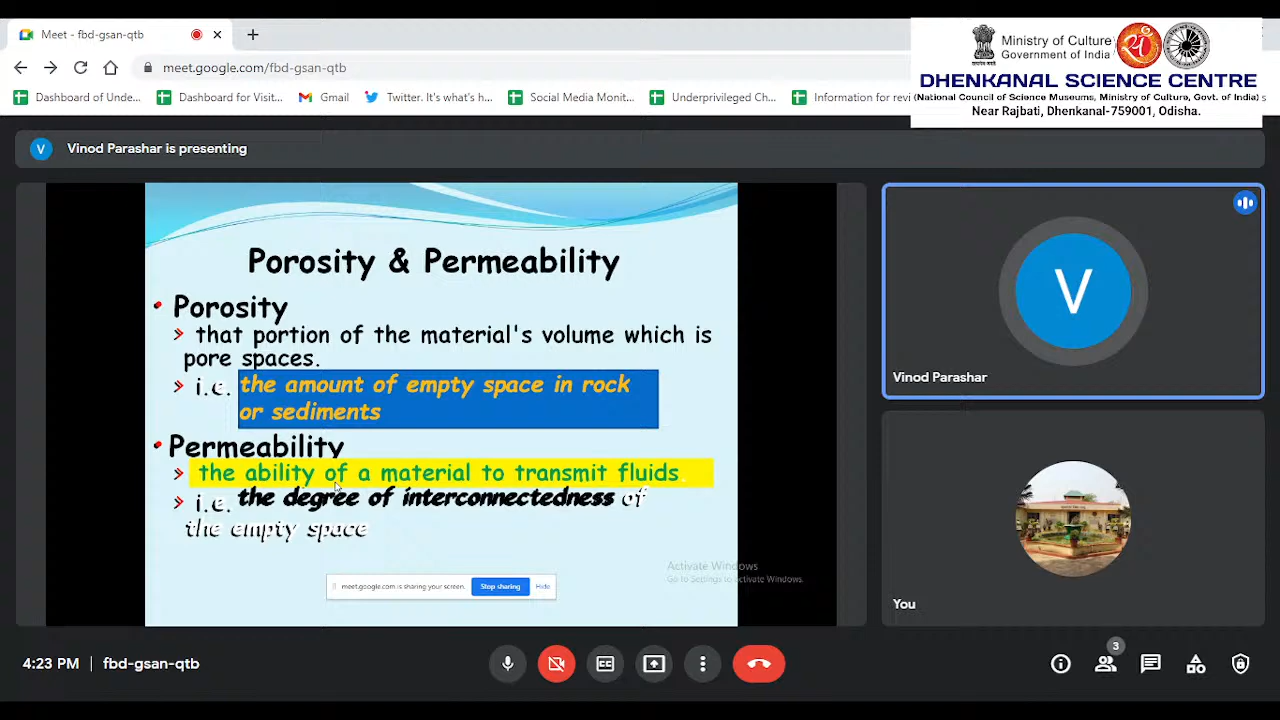 Meet - fbd-gsan-qtb
meet.google.com/fbd-gsan-qtb
Dashboard of Unde...
Dashboard for Visit...
Gmail
Twitter. It's what's h...
Social Media Monit...
Underprivileged Ch...
Information for revi
Ministry of Culture
Government of India
DHENKANAL SCIENCE CENTRE
(National Council of Science Museums, Ministry of Culture, Govt. of India)
Near Rajbati, Dhenkanal-759001, Odisha.
V
Vinod Parashar is presenting
Porosity & Permeability
• Porosity
that portion of the material's volume which is
pore spaces.
i.e. the amount of empty space in rock
or sediments
• Permeability
the ability of a material to transmit fluids.
i.e. the degree of interconnectedness of
the empty space
meet.google.com is sharing your screen.
Stop sharing
Hide
Activate Windows
Go to Settings to activate Windows.
V
Vinod Parashar
You
4:23 PM | fbd-gsan-qtb
CC
3